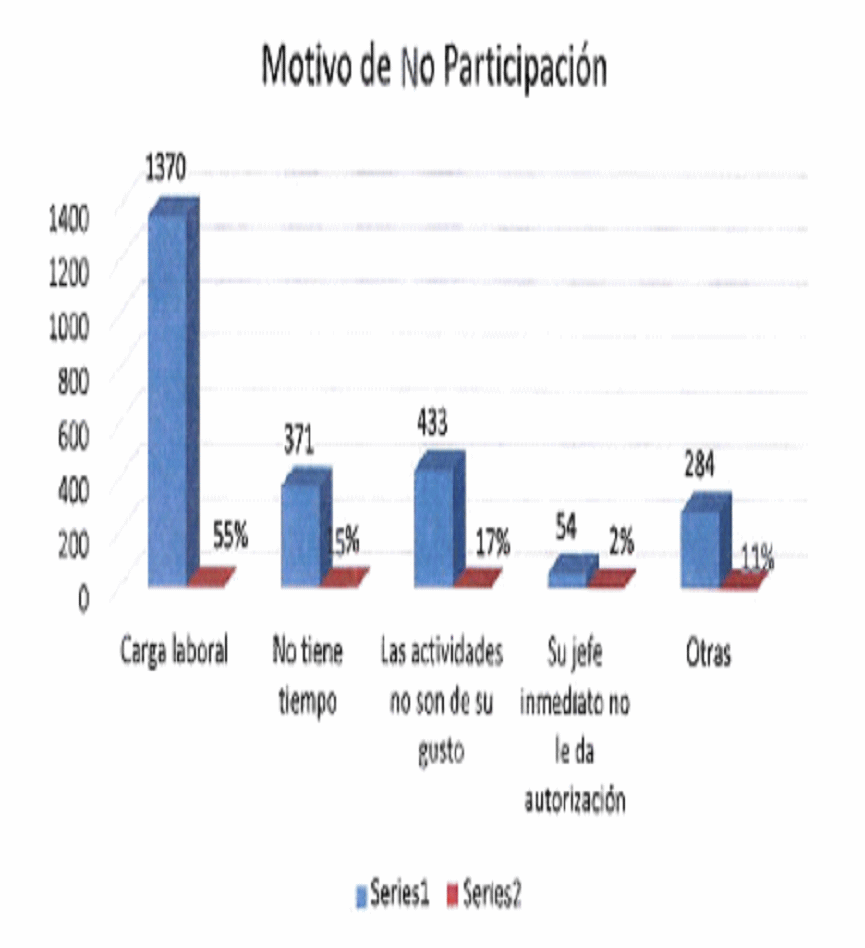 Motivo de No Participación
1370
1400
1200
1000
800
600
400
200
0
55%
371
15%
433
17%
54
2%
284
11%
Carga laboral
No tiene
tiempo
Las actividades
no son de su
gusto
Su jefe
inmediato no
le da
autorización
Otras
Series1 Series2